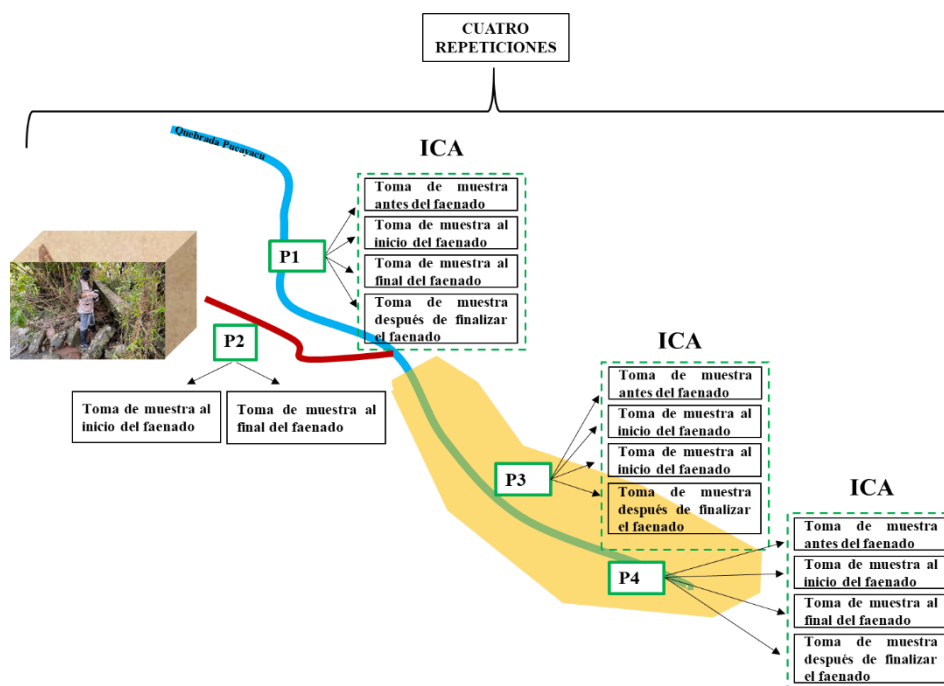 CUATRO
REPETICIONES
Quebrada Pucayacu
ICA
Toma de muestra
antes del faenado
Toma de muestra al
inicio del faenado
P1
Toma de muestra al
final del faenado
Toma de muestra
después de finalizar
el faenado
P2
Toma de muestra al
inicio del faenado
Toma de muestra al
final del faenado
ICA
Toma de muestra
antes del faenado
Toma de muestra al
inicio del faenado
Toma de muestra al
inicio del faenado
P3
Toma de muestra
después de finalizar
el faenado
ICA
Toma de muestra
antes del faenado
Toma de muestra al
inicio del faenado
P4
Toma de muestra al
final del faenado
Toma de muestra
después de finalizar
el faenado